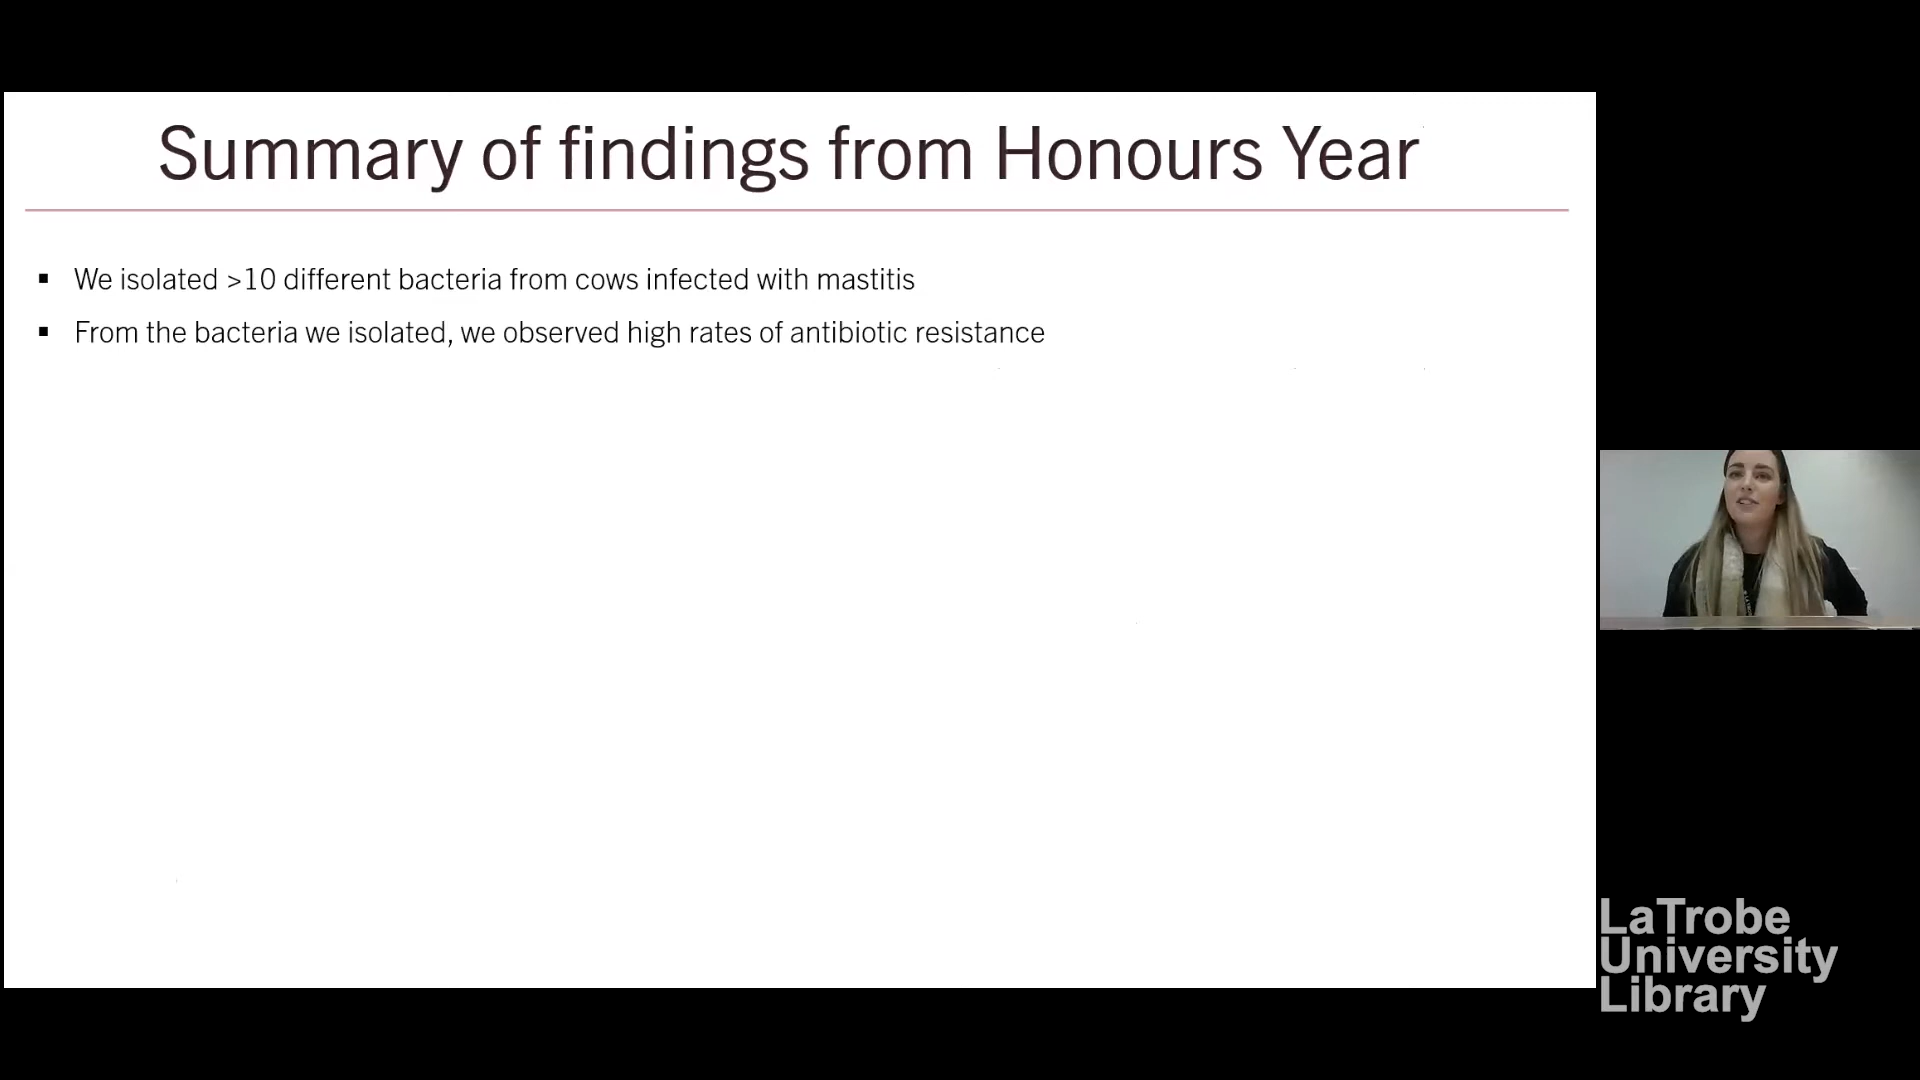 Summary of findings from Honours Year
▪ We isolated >10 different bacteria from cows infected with mastitis
▪ From the bacteria we isolated, we observed high rates of antibiotic resistance
LaTrobe
University
Library